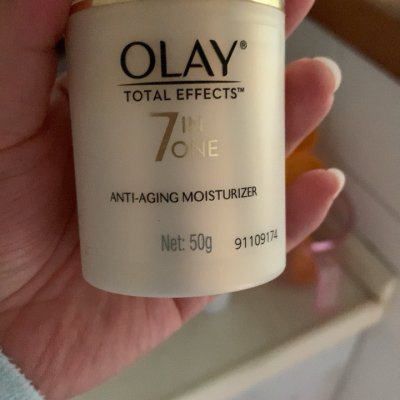 OLAY®
TOTAL EFFECTS™
7 IN
ONE
ANTI-AGING MOISTURIZER
Net: 50g 91109174